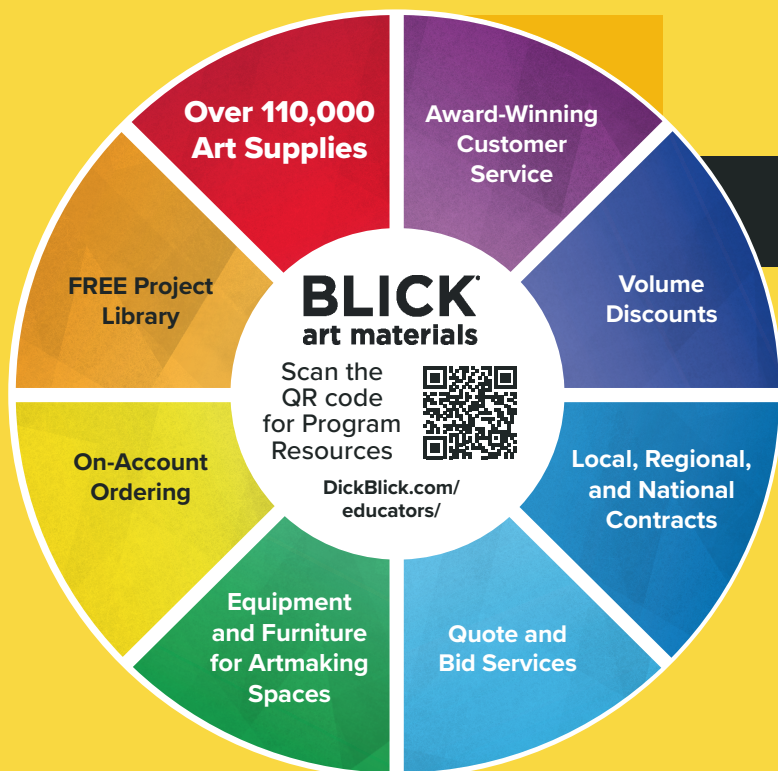 Over 110,000
Art Supplies
Award-Winning
Customer
Service
Volume
Discounts
Local, Regional,
and National
Contracts
Quote and
Bid Services
Equipment
and Furniture
for Artmaking
Spaces
On-Account
Ordering
FREE Project
Library
BLICK
art materials
Scan the
QR code
for Program
Resources
DickBlick.com/
educators/